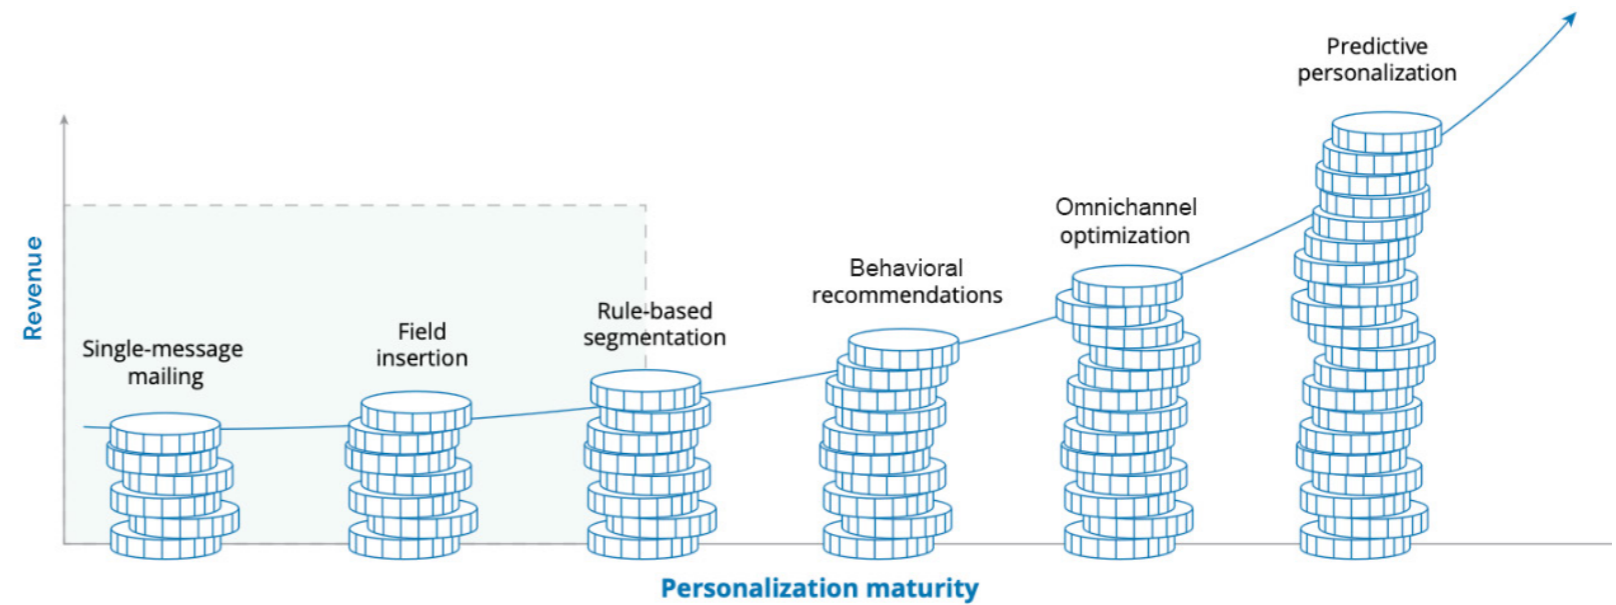 Revenue
Single-message
mailing
Field
insertion
Rule-based
segmentation
Behavioral
recommendations
Omnichannel
optimization
Predictive
personalization
Personalization maturity